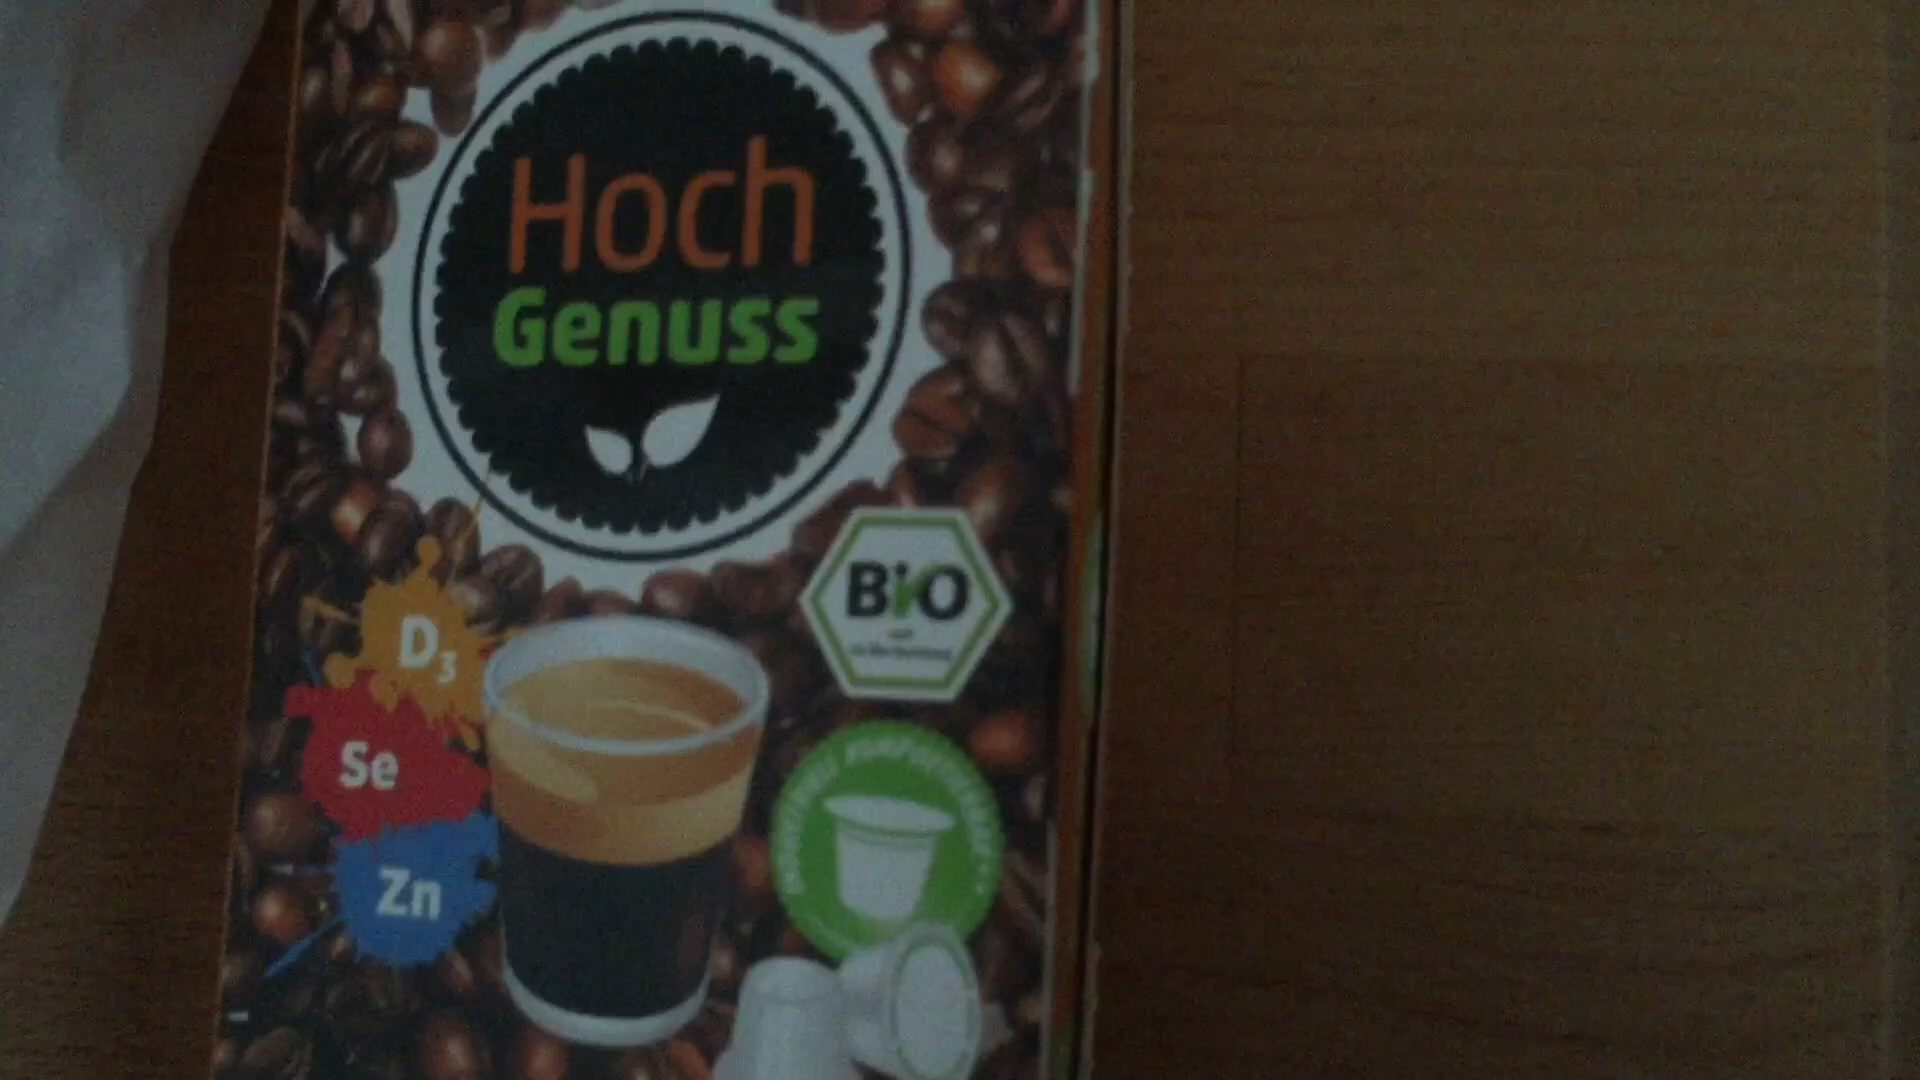 Hoch
Genuss
BiO
D₃
Se
Zn